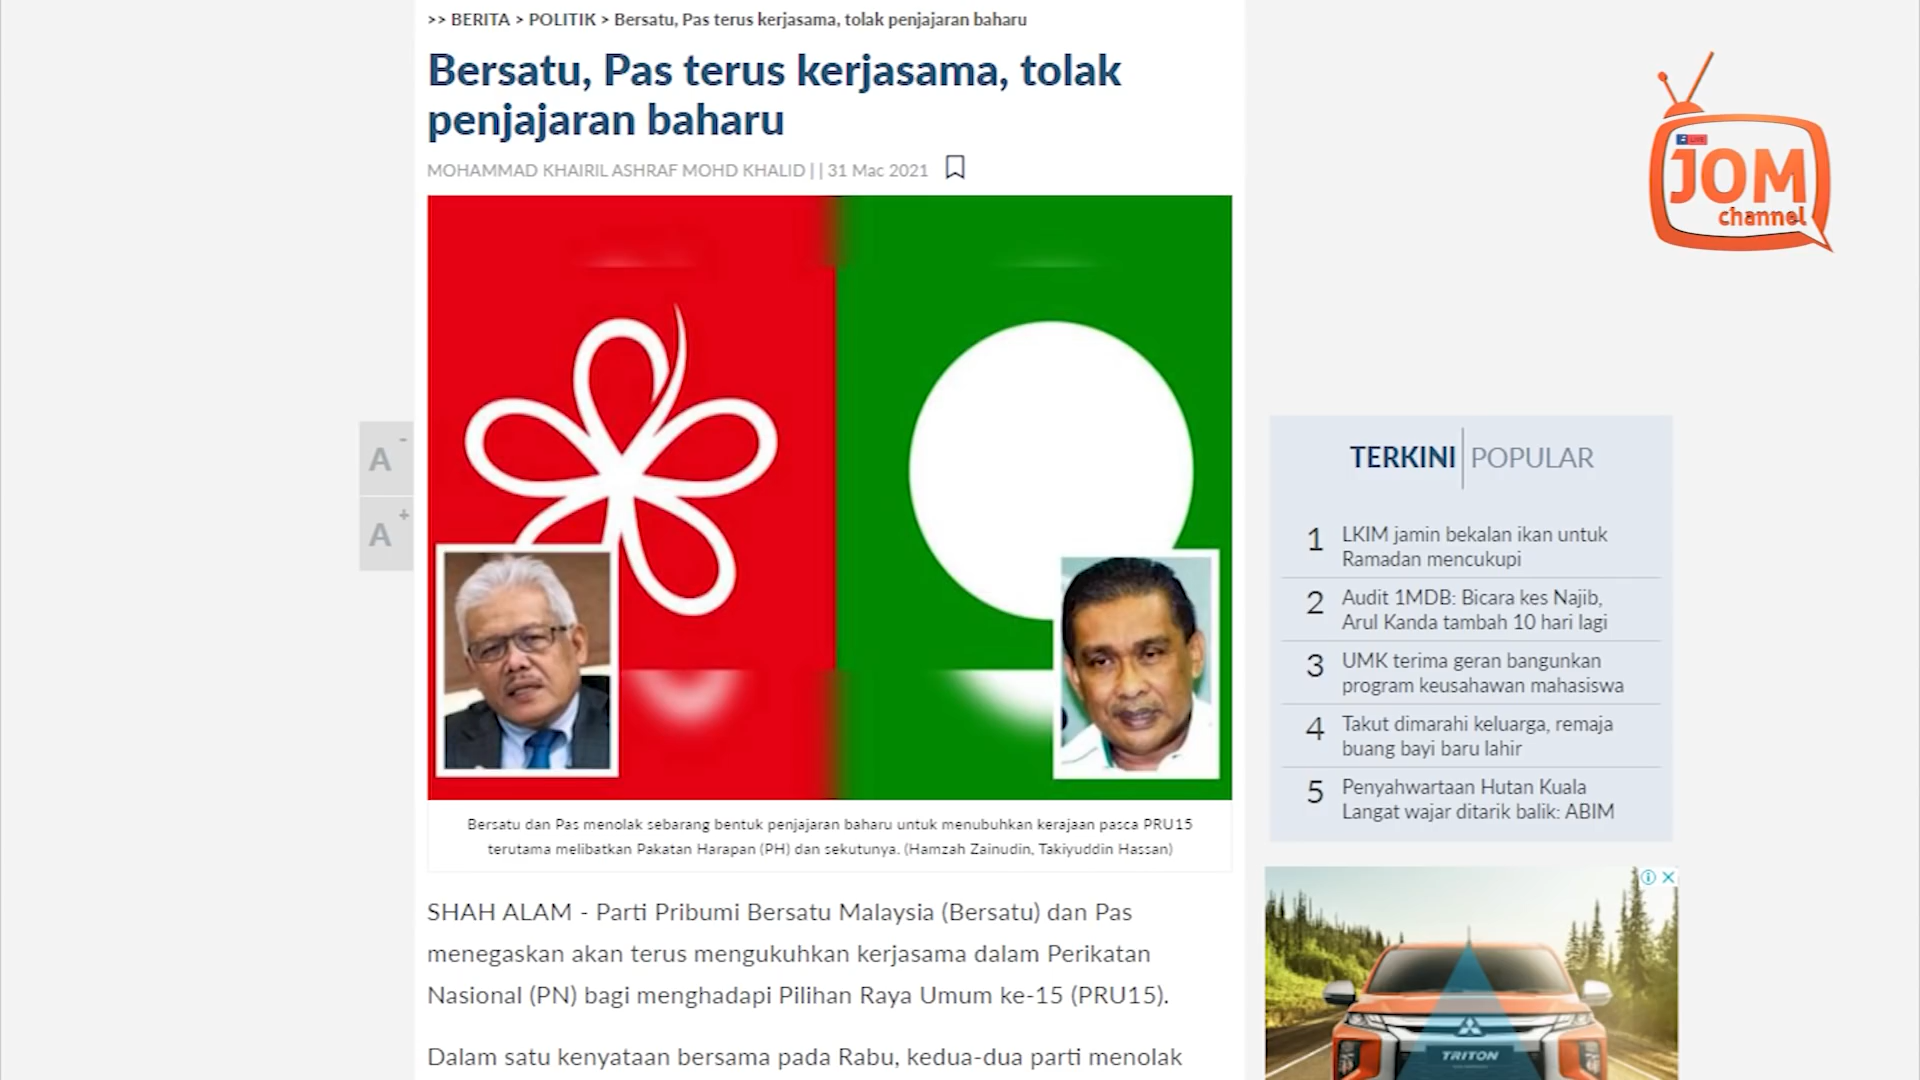 >> BERITA > POLITIK > Bersatu, Pas terus kerjasama, tolak penjajaran baharu
Bersatu, Pas terus kerjasama, tolak
penjajaran baharu
MOHAMMAD KHAIRIL ASHRAF MOHD KHALID | | 31 Mac 2021
LIVE
JOM
channel
A -
A +
Bersatu dan Pas menolak sebarang bentuk penjajaran baharu untuk menubuhkan kerajaan pasca PRU15
terutama melibatkan Pakatan Harapan (PH) dan sekutunya. (Hamzah Zainudin, Takiyuddin Hassan)
SHAH ALAM - Parti Pribumi Bersatu Malaysia (Bersatu) dan Pas
menegaskan akan terus mengukuhkan kerjasama dalam Perikatan
Nasional (PN) bagi menghadapi Pilihan Raya Umum ke-15 (PRU15).
Dalam satu kenyataan bersama pada Rabu, kedua-dua parti menolak
TERKINI POPULAR
1 LKIM jamin bekalan ikan untuk
Ramadan mencukupi
2 Audit 1MDB: Bicara kes Najib,
Arul Kanda tambah 10 hari lagi
3 UMK terima geran bangunkan
program keusahawan mahasiswa
4 Takut dimarahi keluarga, remaja
buang bayi baru lahir
5 Penyahwartaan Hutan Kuala
Langat wajar ditarik balik: ABIM
TRITON